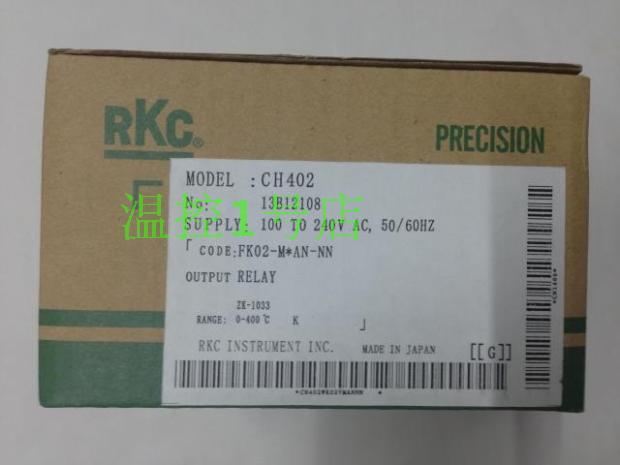 RKC®
PRECISION
MODEL :CH402
No: 13B12108
SUPPLY: 100 TO 240V AC, 50/60HZ
「 CODE:FK02-M*AN-NN
OUTPUT RELAY
ZK-1033
RANGE: 0-400 ℃ K 」
RKC INSTRUMENT INC. MADE IN JAPAN [[G]]
温控1号店